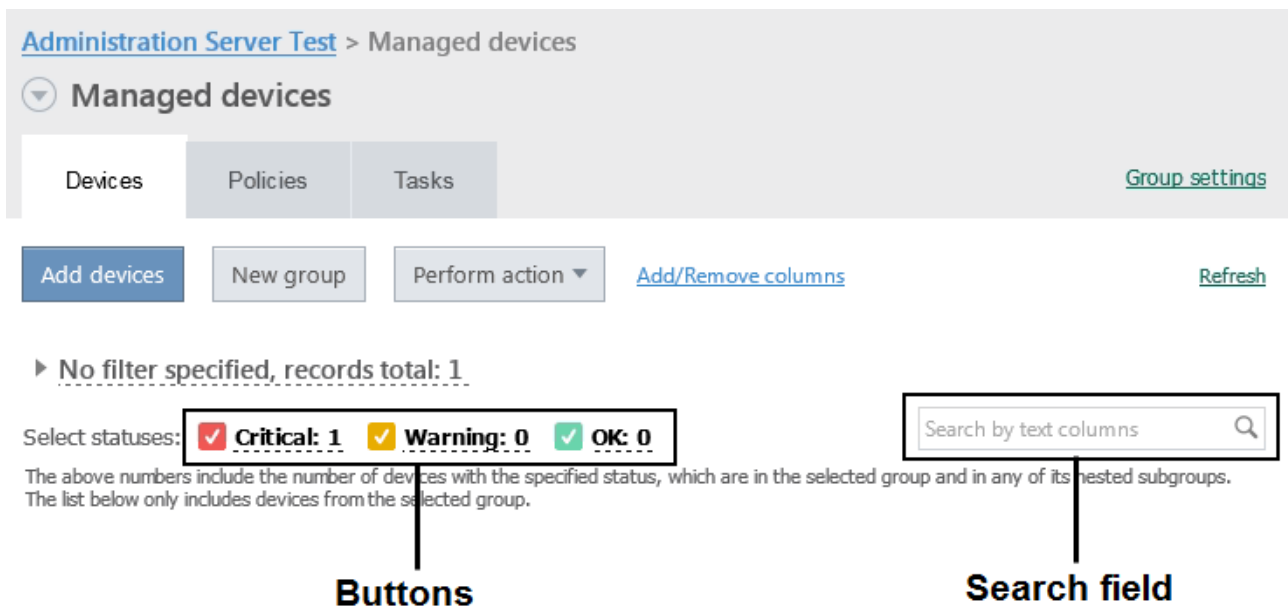 Administration Server Test > Managed devices
Managed devices
Devices Policies Tasks Group settings
Add devices New group Perform action Add/Remove columns Refresh
No filter specified, records total: 1
Select statuses: Critical: 1 Warning: 0 OK: 0 Search by text columns
The above numbers include the number of devices with the specified status, which are in the selected group and in any of its nested subgroups.
The list below only includes devices from the selected group.
Buttons Search field